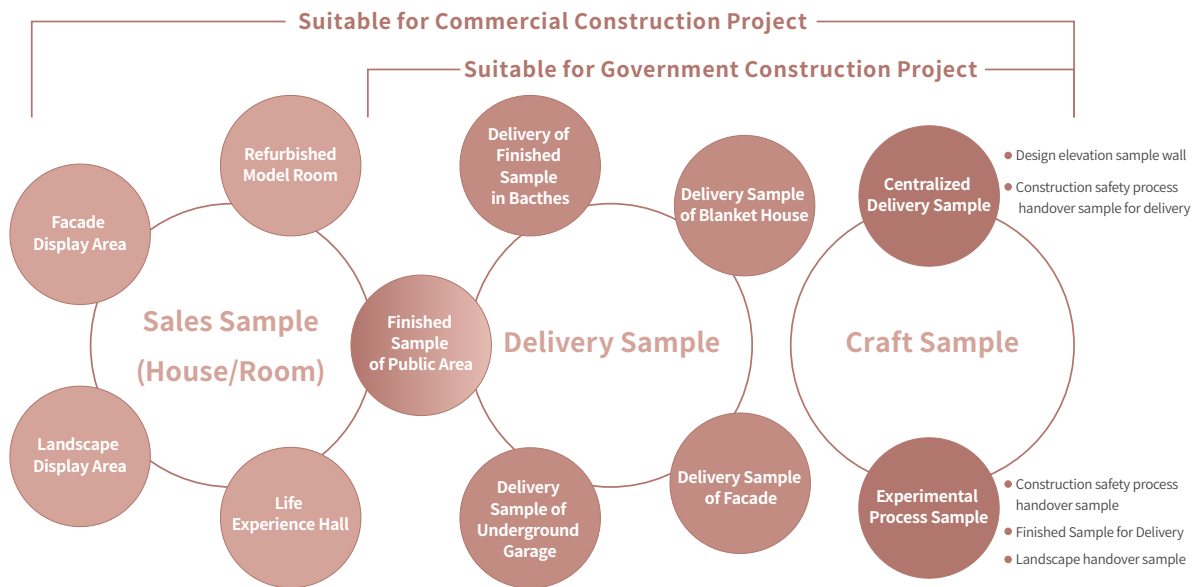 Suitable for Commercial Construction Project
Suitable for Government Construction Project
Facade
Display Area
Refurbished
Model Room
Sales Sample
(House/Room)
Landscape
Display Area
Life
Experience Hall
Finished
Sample
of Public Area
Delivery of
Finished
Sample
in Bacthes
Delivery Sample
of Blanket House
Delivery Sample
Delivery
Sample of
Underground
Garage
Delivery Sample
of Facade
Centralized
Delivery Sample
Design elevation sample wall
Construction safety process
handover sample for delivery
Craft Sample
Experimental
Process Sample
Construction safety process
handover sample
Finished Sample for Delivery
Landscape handover sample